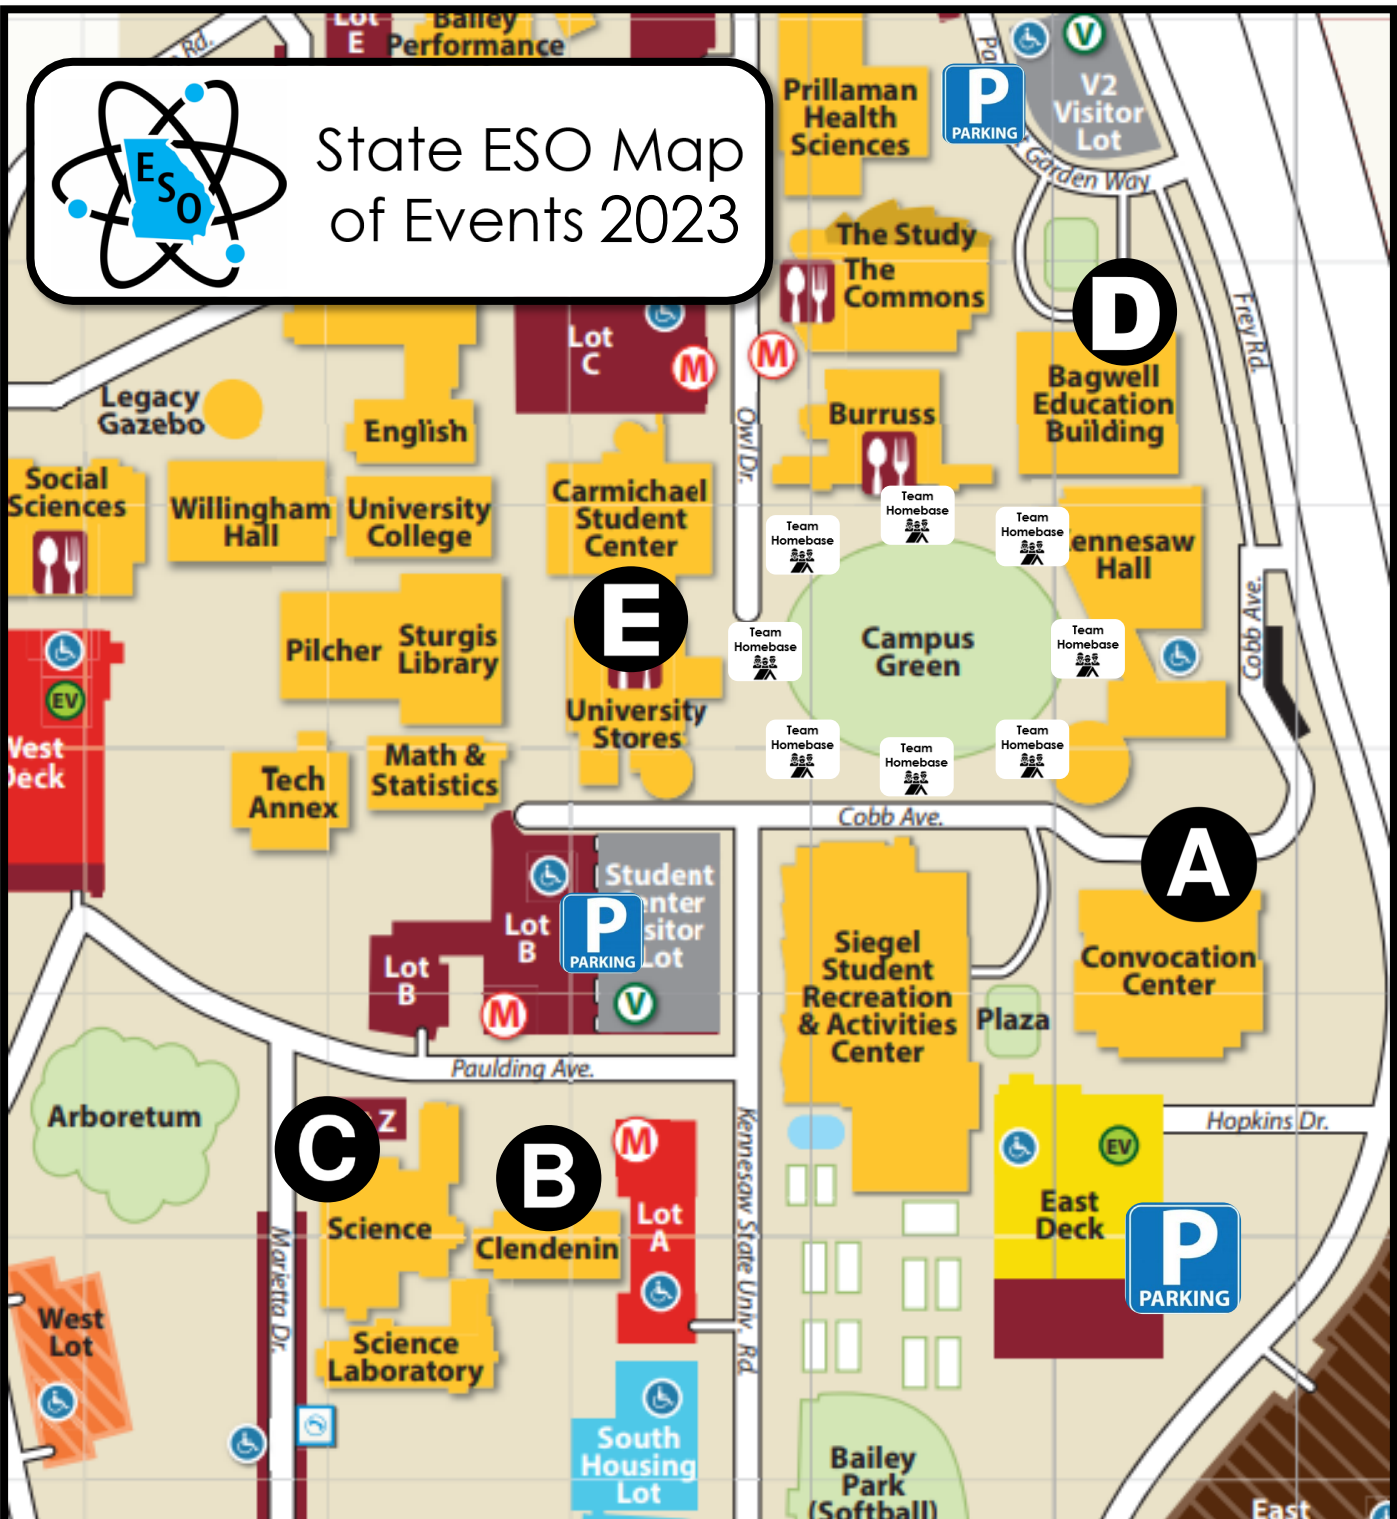 Rd.
Lot
E
Bailey
Performance
E
S
O
State ESO Map
of Events 2023
Prillaman
Health
Sciences
P
PARKING
V
V2
Visitor
Lot
Garden Way
The Study
The
Commons
D
Frey Rd.
Lot
C
M
M
Legacy
Gazebo
English
Owl Dr.
Burruss
Bagwell
Education
Building
Social
Sciences
Willingham
Hall
University
College
Carmichael
Student
Center
Team
Homebase
Team
Homebase
Team
Homebase
ennesaw
Hall
E
Pilcher
Sturgis
Library
Team
Homebase
Campus
Green
Team
Homebase
Cobb Ave.
EV
West
Deck
University
Stores
Team
Homebase
Team
Homebase
Team
Homebase
Tech
Annex
Math &
Statistics
Cobb Ave.
A
Student
enter
sitor
Lot
Lot
B
P
PARKING
Lot
B
M
V
Siegel
Student
Recreation
& Activities
Center
Plaza
Convocation
Center
Paulding Ave.
Arboretum
C
Z
B
M
Kennesaw State Univ. Rd.
EV
Hopkins Dr.
Science
Clendenin
Lot
A
East
Deck
P
PARKING
Marietta Dr.
West
Lot
Science
Laboratory
South
Housing
Lot
Bailey
Park
(Softball)
East